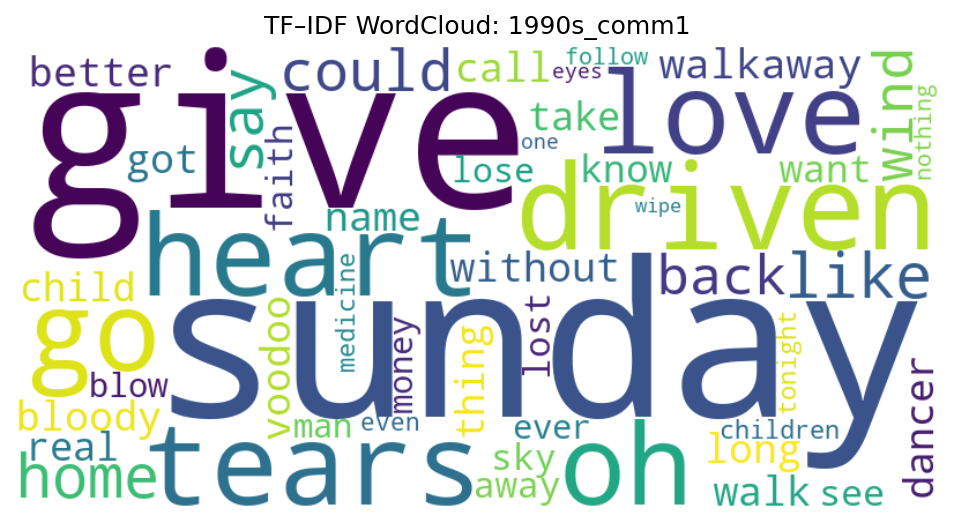 TF–IDF WordCloud: 1990s_comm1
better
give
say
could
call
follow
eyes
love
walkaway
wind
nothing
got
faith
take
one
lose
know
want
driven
wipe
name
heart
without
back
like
child
go
sunday
voodoo
medicine
money
thing
lost
tonight
dancer
blow
bloody
real
home
tears
man
even
ever
sky
away
oh
children
long
walk
see